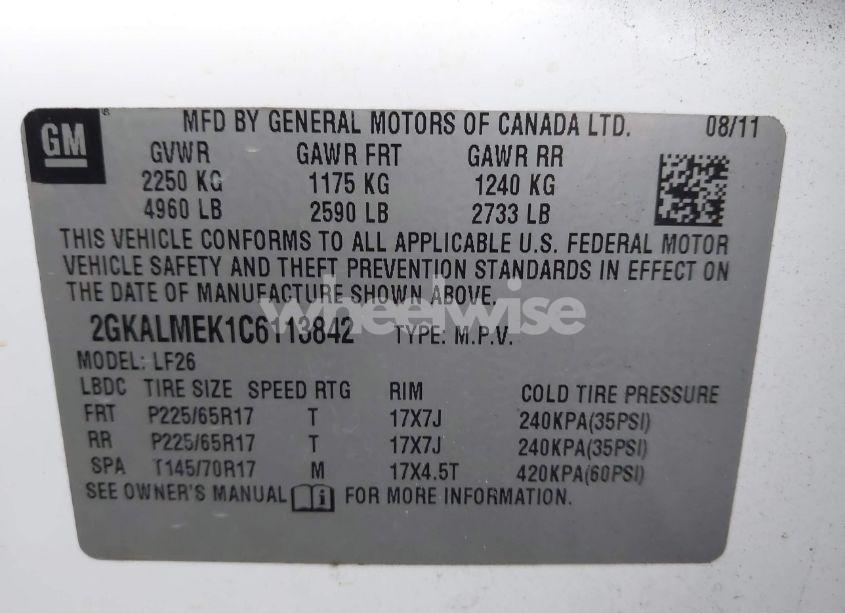 GM
MFD BY GENERAL MOTORS OF CANADA LTD. 08/11
GVWR GAWR FRT GAWR RR
2250 KG 1175 KG 1240 KG
4960 LB 2590 LB 2733 LB
THIS VEHICLE CONFORMS TO ALL APPLICABLE U.S. FEDERAL MOTOR
VEHICLE SAFETY AND THEFT PREVENTION STANDARDS IN EFFECT ON
THE DATE OF MANUFACTURE SHOWN ABOVE.
wheelwise
2GKALMEK1C6113842 TYPE: M.P.V.
MODEL: LF26
LBDC TIRE SIZE SPEED RTG RIM COLD TIRE PRESSURE
FRT P225/65R17 T 17X7J 240KPA(35PSI)
RR P225/65R17 T 17X7J 240KPA(35PSI)
SPA T145/70R17 M 17X4.5T 420KPA(60PSI)
SEE OWNER'S MANUAL FOR MORE INFORMATION.